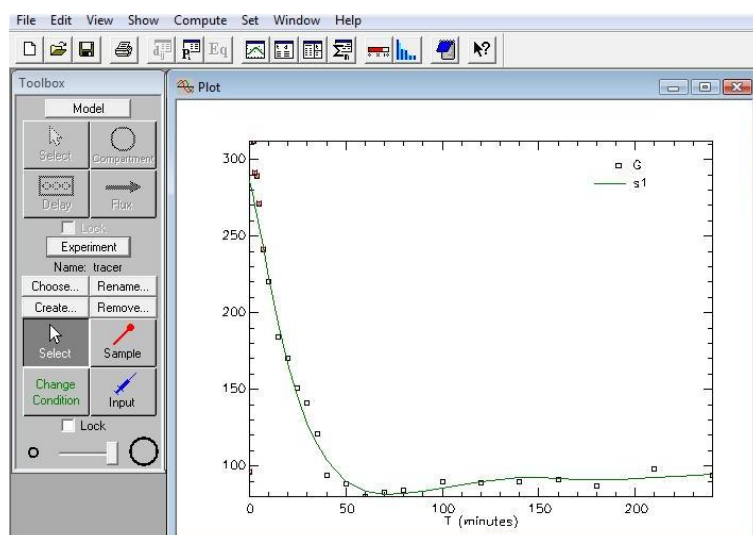 File Edit View Show Compute Set Window Help
Eq
Toolbox
Plot
Model
Select Compartment
Delay Flux
Lock
Experiment
Name: tracer
Choose... Rename...
Create... Remove...
Select Sample
Change Condition Input
Lock
300
250
200
150
100
G
s1
0 50 100 150 200
T (minutes)